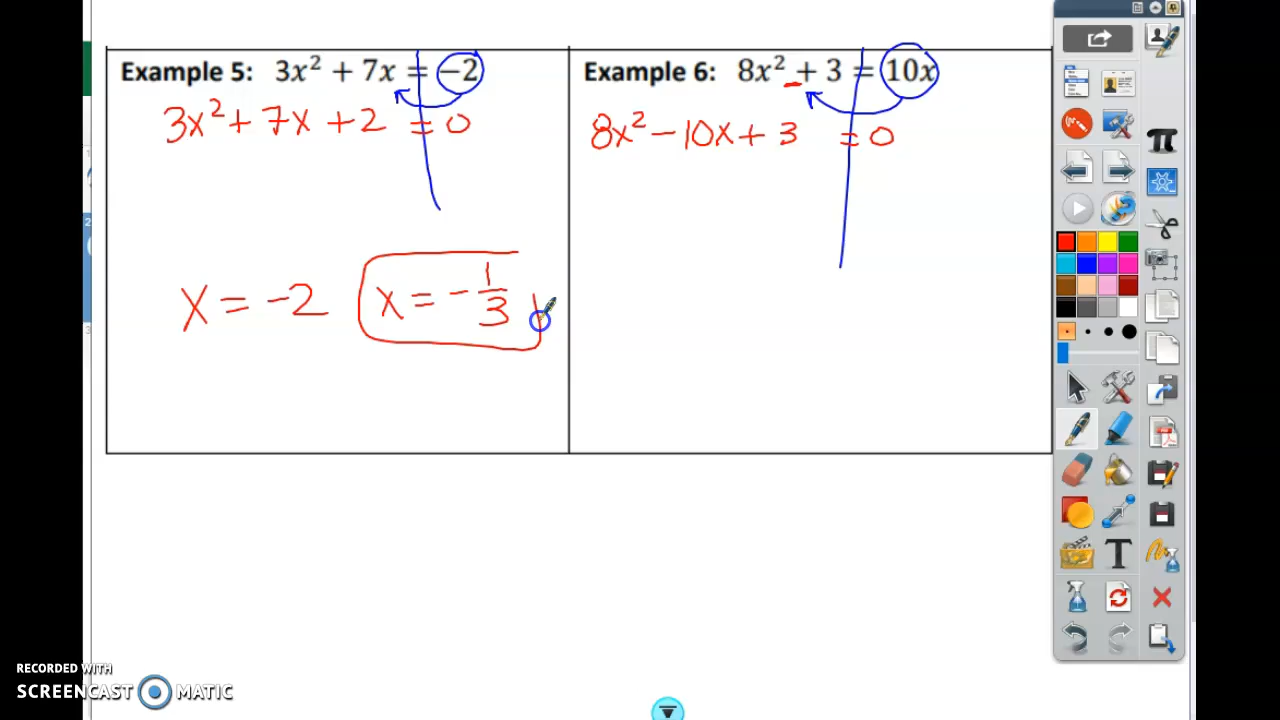 Example 5: 3x² + 7x = −2
3x² + 7x + 2 = 0
x = -2 x = -1/3
Example 6: 8x² + 3 = 10x
8x² - 10x + 3 = 0
π
T
RECORDED WITH
SCREENCAST MATIC